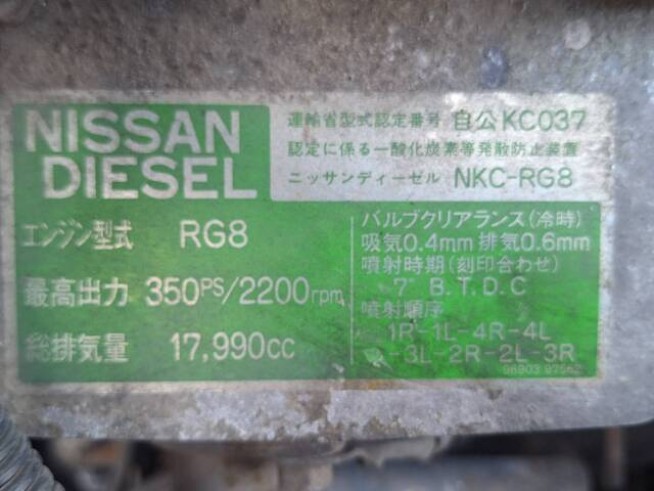 NISSAN
DIESEL
運輸省型式認定番号 自公KC037
認定に係る一酸化炭素等発散防止装置
ニッサンディーゼル NKC-RG8
エンジン型式 RG8
最高出力 350PS/2200rpm
総排気量 17,990cc
バルブクリアランス(冷時)
吸気0.4mm 排気0.6mm
噴射時期(刻印合わせ)
7° B.T.D.C
噴射順序
1R-1L-4R-4L
-3L-2R-2L-3R